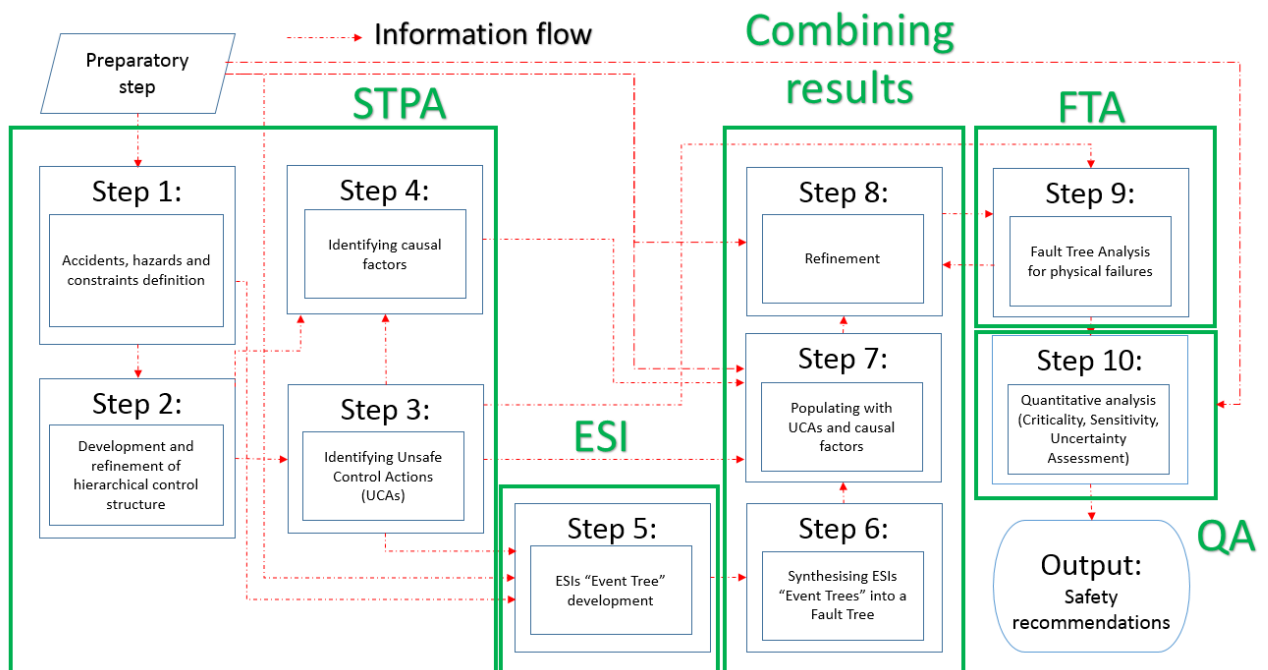 Information flow
Combining
results
Preparatory
step
STPA
FTA
Step 1:
Accidents, hazards and
constraints definition
Step 4:
Identifying causal
factors
Step 8:
Refinement
Step 9:
Fault Tree Analysis
for physical failures
Step 2:
Development and
refinement of
hierarchical control
structure
Step 3:
Identifying Unsafe
Control Actions
(UCAs)
ESI
Step 7:
Populating with
UCAs and causal
factors
Step 10:
Quantitative analysis
(Criticality, Sensitivity,
Uncertainty
Assessment)
Step 5:
ESIs “Event Tree”
development
Step 6:
Synthesising ESIs
“Event Trees” into a
Fault Tree
QA
Output:
Safety
recommendations